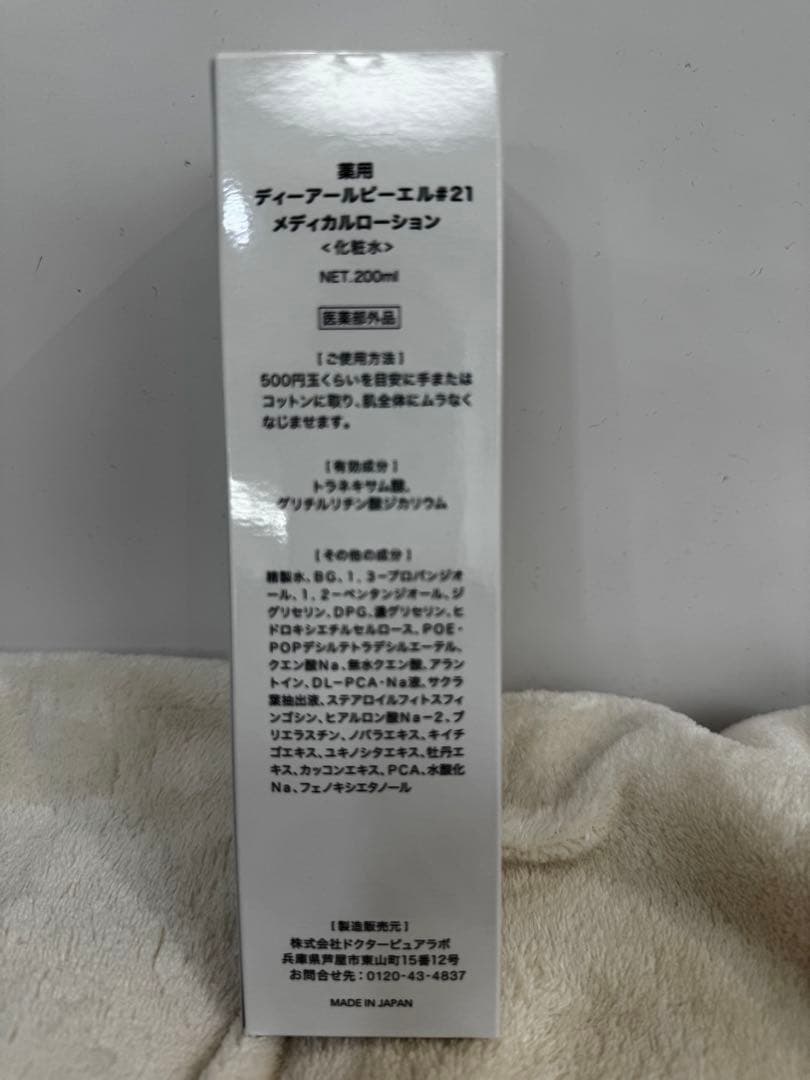 薬用
ディーアールピーエル#21
メディカルローション
<化粧水>
NET.200ml
医薬部外品
[ご使用方法]
500円玉くらいを目安に手または
コットンに取り、肌全体にムラなく
なじませます。
[有効成分]
トラネキサム酸、
グリチルリチン酸ジカリウム
[その他の成分]
精製水、BG、1,3-プロパンジオ
ール、1,2-ペンタンジオール、ジ
グリセリン、DPG、濃グリセリン、ヒ
ドロキシエチルセルロース、POE・
POPデシルテトラデシルエーテル、
クエン酸Na、無水クエン酸、アラン
トイン、DL-PCA・Na液、サクラ
葉抽出液、ステアロイルフィトスフィ
ンゴシン、ヒアルロン酸Na-2、プ
リエラスチン、ノバラエキス、キイチ
ゴエキス、ユキノシタエキス、牡丹エ
キス、カッコンエキス、PCA、水酸化
Na、フェノキシエタノール
[製造販売元]
株式会社ドクターピュアラボ
兵庫県芦屋市東山町15番12号
お問合せ先:0120-43-4837
MADE IN JAPAN